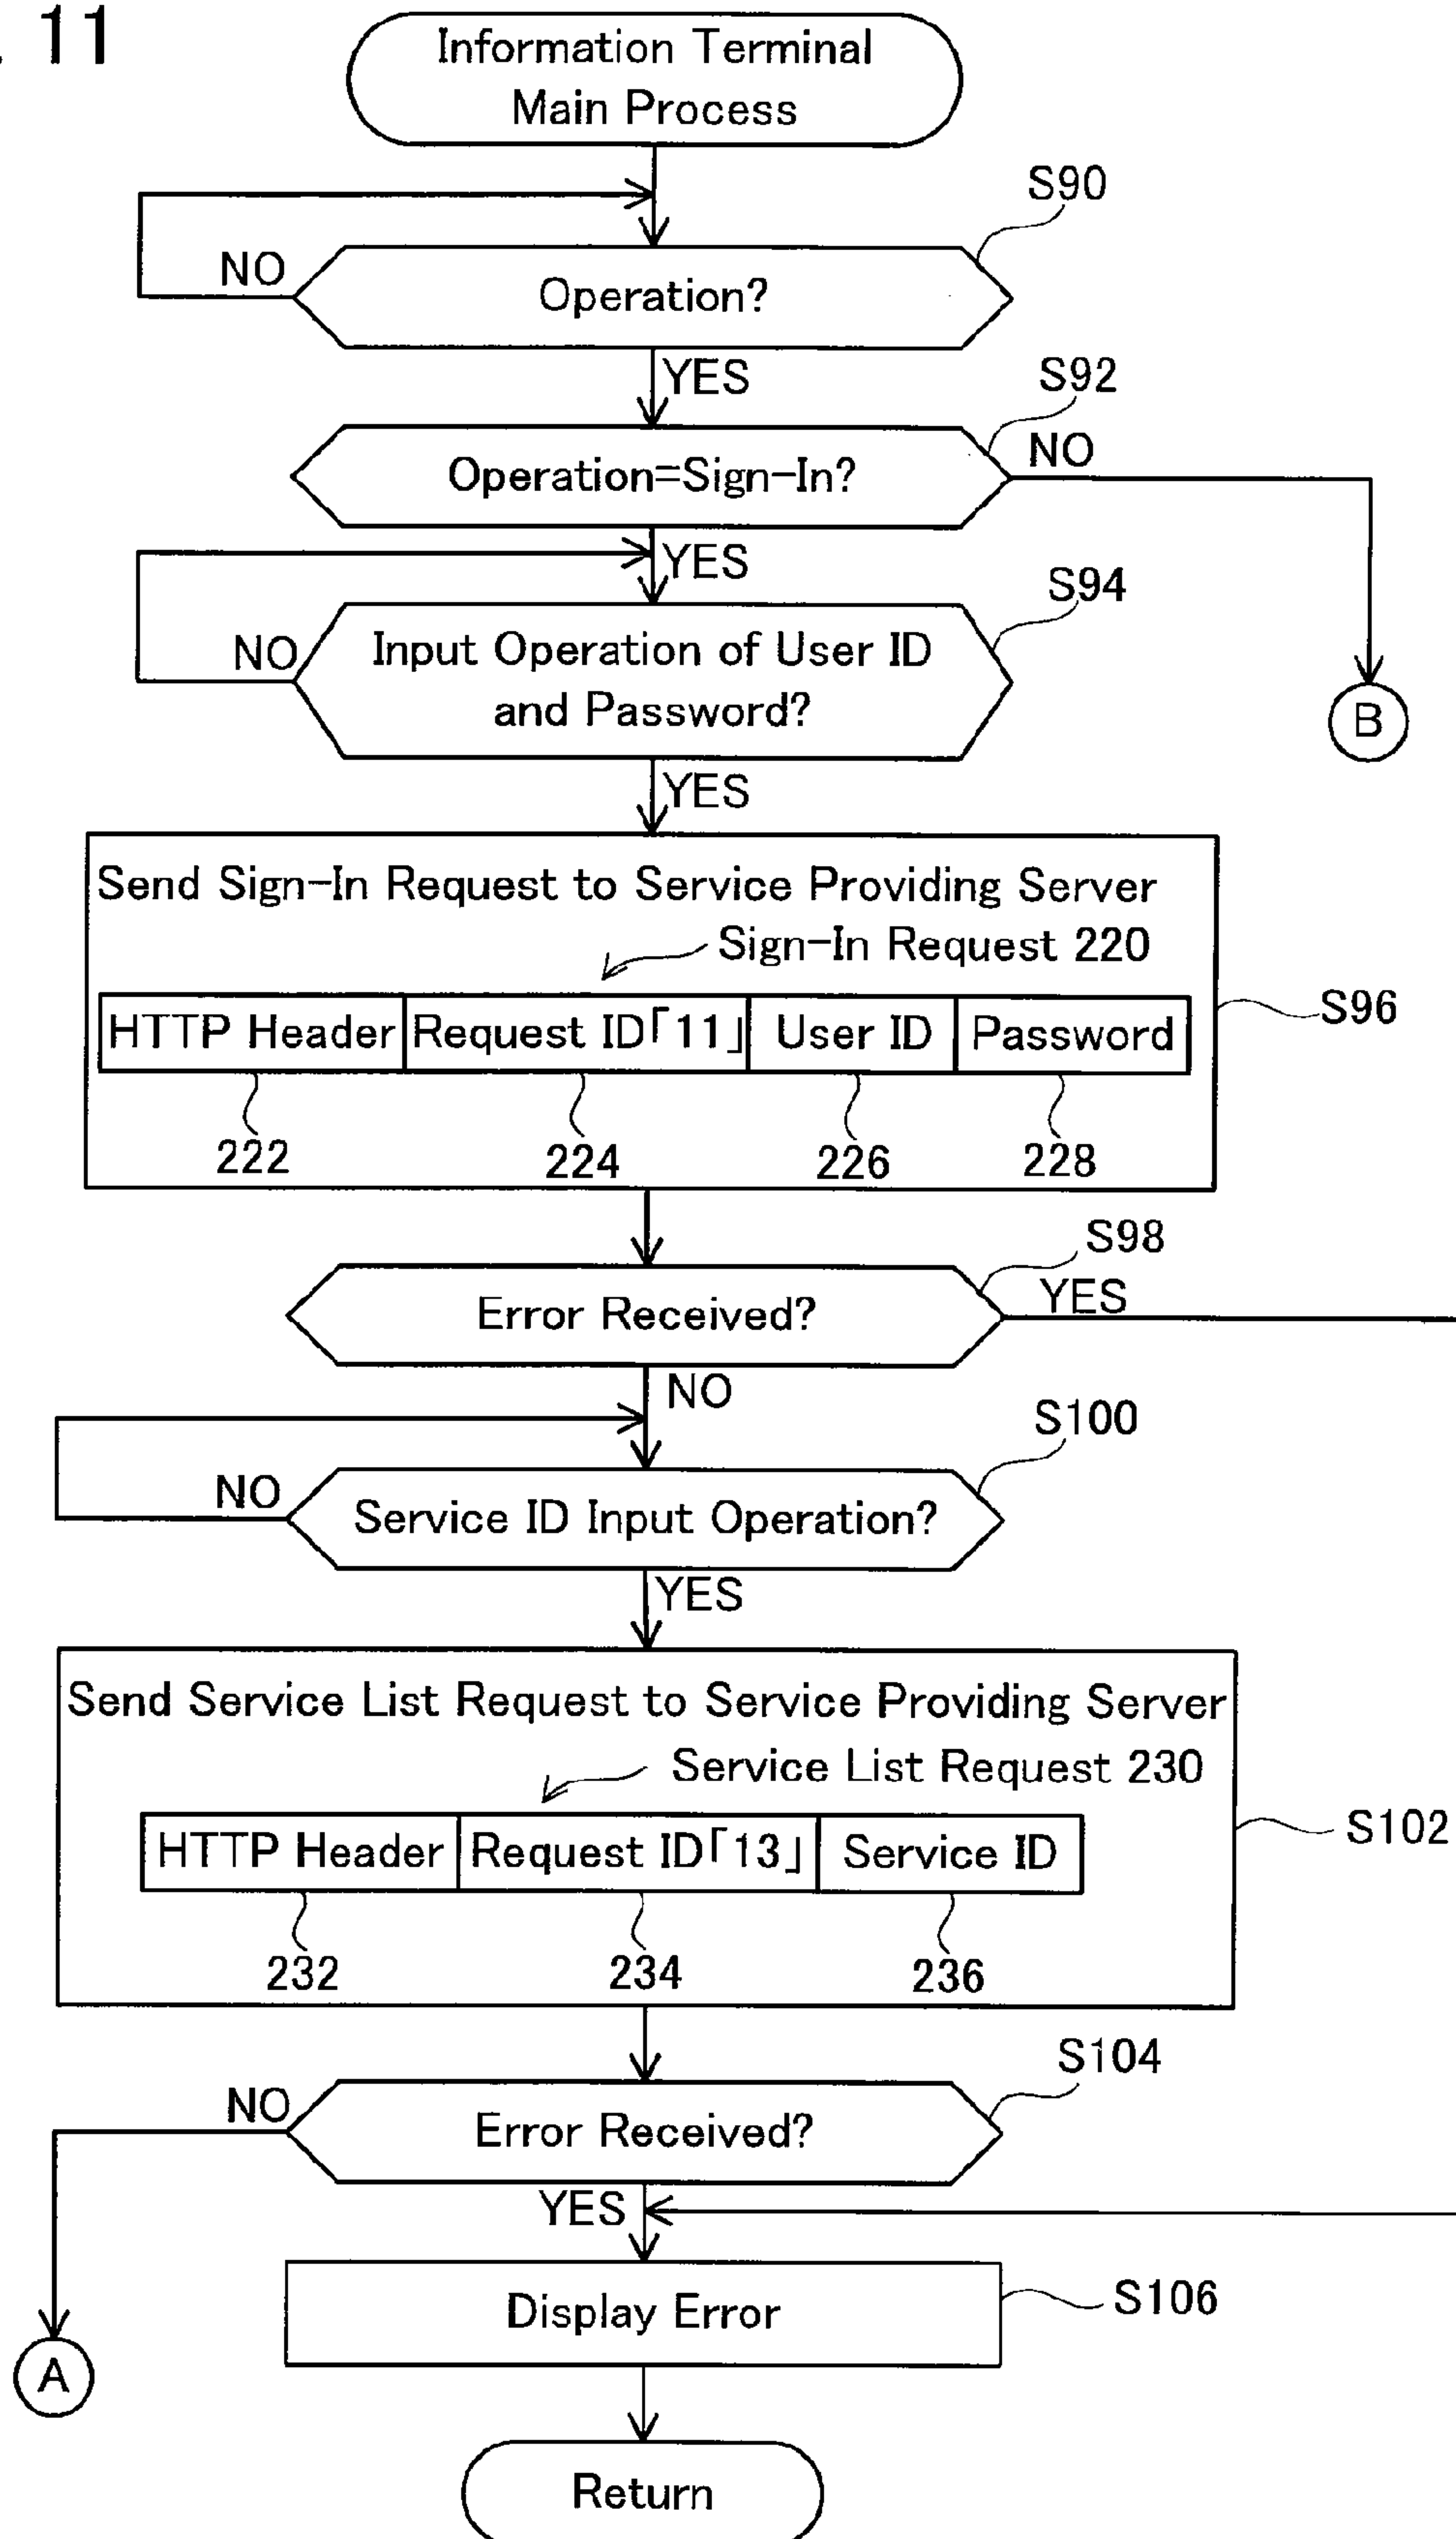 . 11
Information Terminal
Main Process
S90
NO
Operation?
YES
S92
NO
Operation=Sign-In?
YES
S94
NO
Input Operation of User ID
and Password?
B
YES
Send Sign-In Request to Service Providing Server
Sign-In Request 220
HTTP Header Request ID「11」 User ID Password
S96
222 224 226 228
S98
YES
Error Received?
NO
S100
NO
Service ID Input Operation?
YES
Send Service List Request to Service Providing Server
Service List Request 230
HTTP Header Request ID「13」 Service ID
S102
232 234 236
S104
NO
Error Received?
YES
Display Error
S106
A
Return